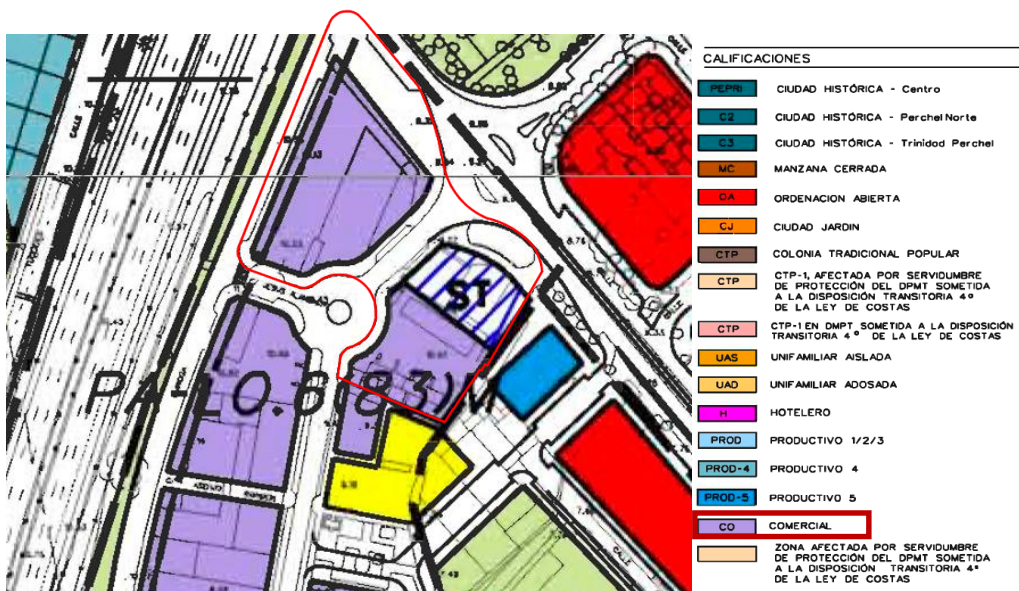 CALLE
ST
PA-LO.8(83)M
CALLE
CALIFICACIONES
PEPRI CIUDAD HISTÓRICA - Centro
C2 CIUDAD HISTÓRICA - Perchel Norte
C3 CIUDAD HISTÓRICA - Trinidad Perchel
MC MANZANA CERRADA
OA ORDENACION ABIERTA
CJ CIUDAD JARDIN
CTP COLONIA TRADICIONAL POPULAR
CTP CTP-1, AFECTADA POR SERVIDUMBRE
DE PROTECCIÓN DEL DPMT SOMETIDA
A LA DISPOSICIÓN TRANSITORIA 4º
DE LA LEY DE COSTAS
CTP CTP-1 EN DMPT SOMETIDA A LA DISPOSICIÓN
TRANSITORIA 4º DE LA LEY DE COSTAS
UAS UNIFAMILIAR AISLADA
UAD UNIFAMILIAR ADOSADA
H HOTELERO
PROD PRODUCTIVO 1/2/3
PROD-4 PRODUCTIVO 4
PROD-5 PRODUCTIVO 5
CO COMERCIAL
ZONA AFECTADA POR SERVIDUMBRE
DE PROTECCIÓN DEL DPMT SOMETIDA
A LA DISPOSICIÓN TRANSITORIA 4ª
DE LA LEY DE COSTAS